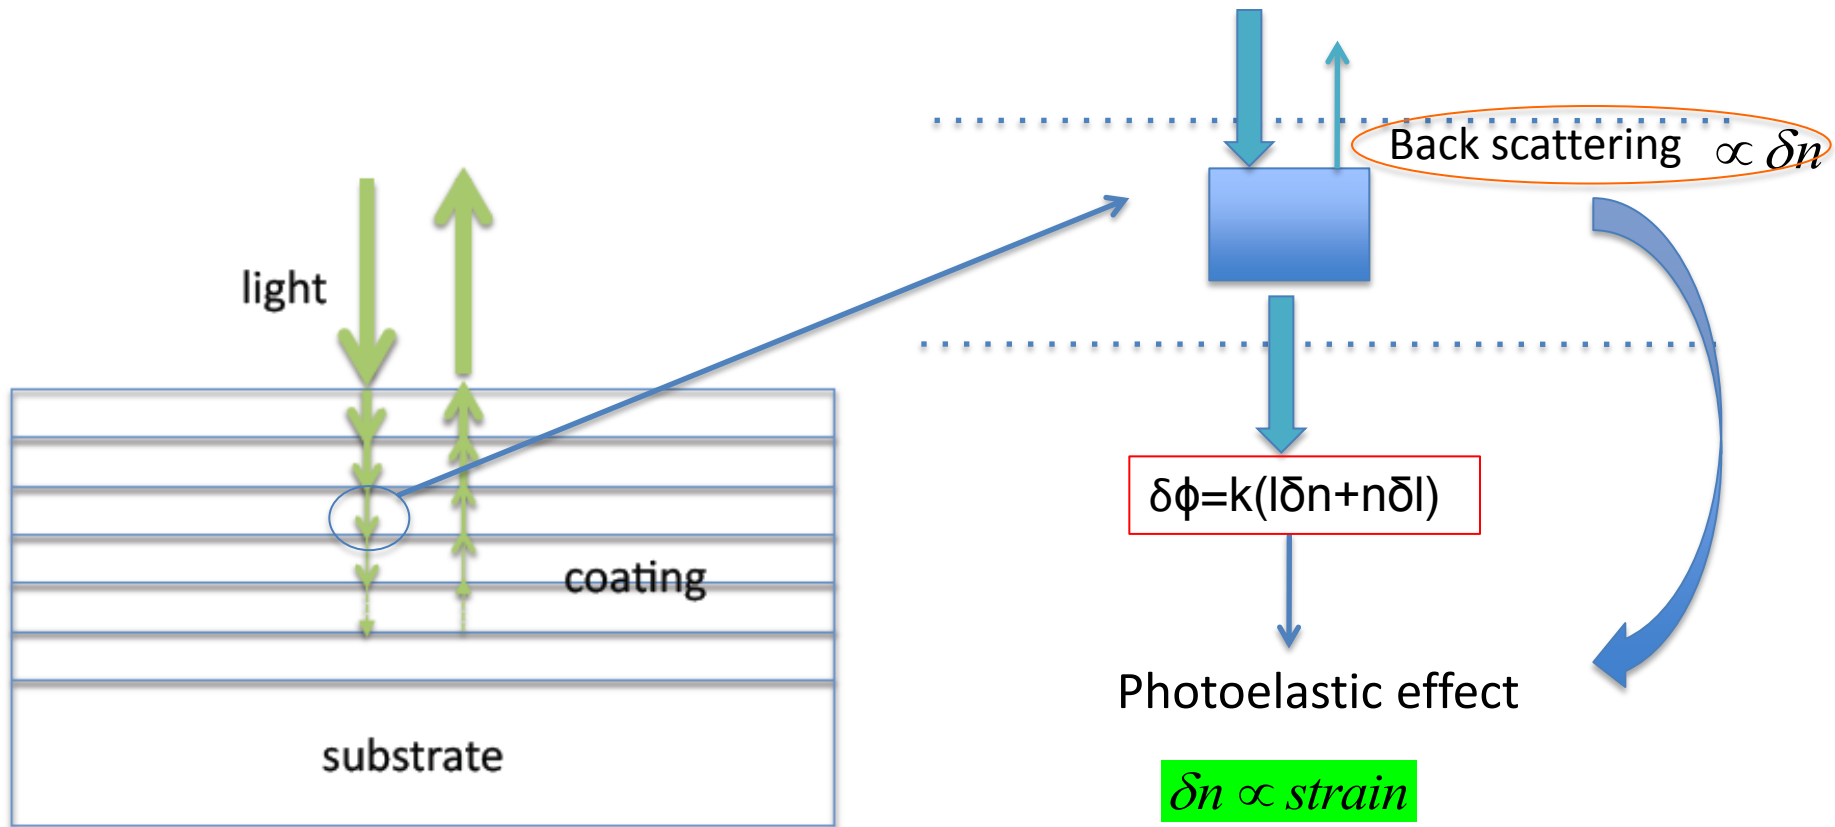 light
coating
substrate
Back scattering ∝ δn
δϕ=k(lδn+nδl)
Photoelastic effect
δn ∝ strain